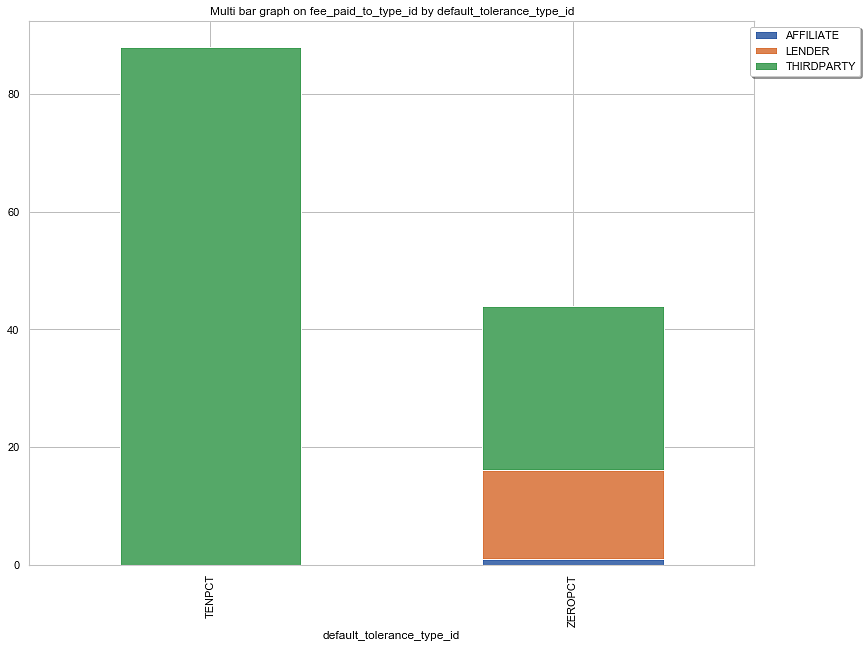 Multi bar graph on fee_paid_to_type_id by default_tolerance_type_id
AFFILIATE
LENDER
THIRDPARTY
80
60
40
20
0
TENPCT
ZEROPCT
default_tolerance_type_id